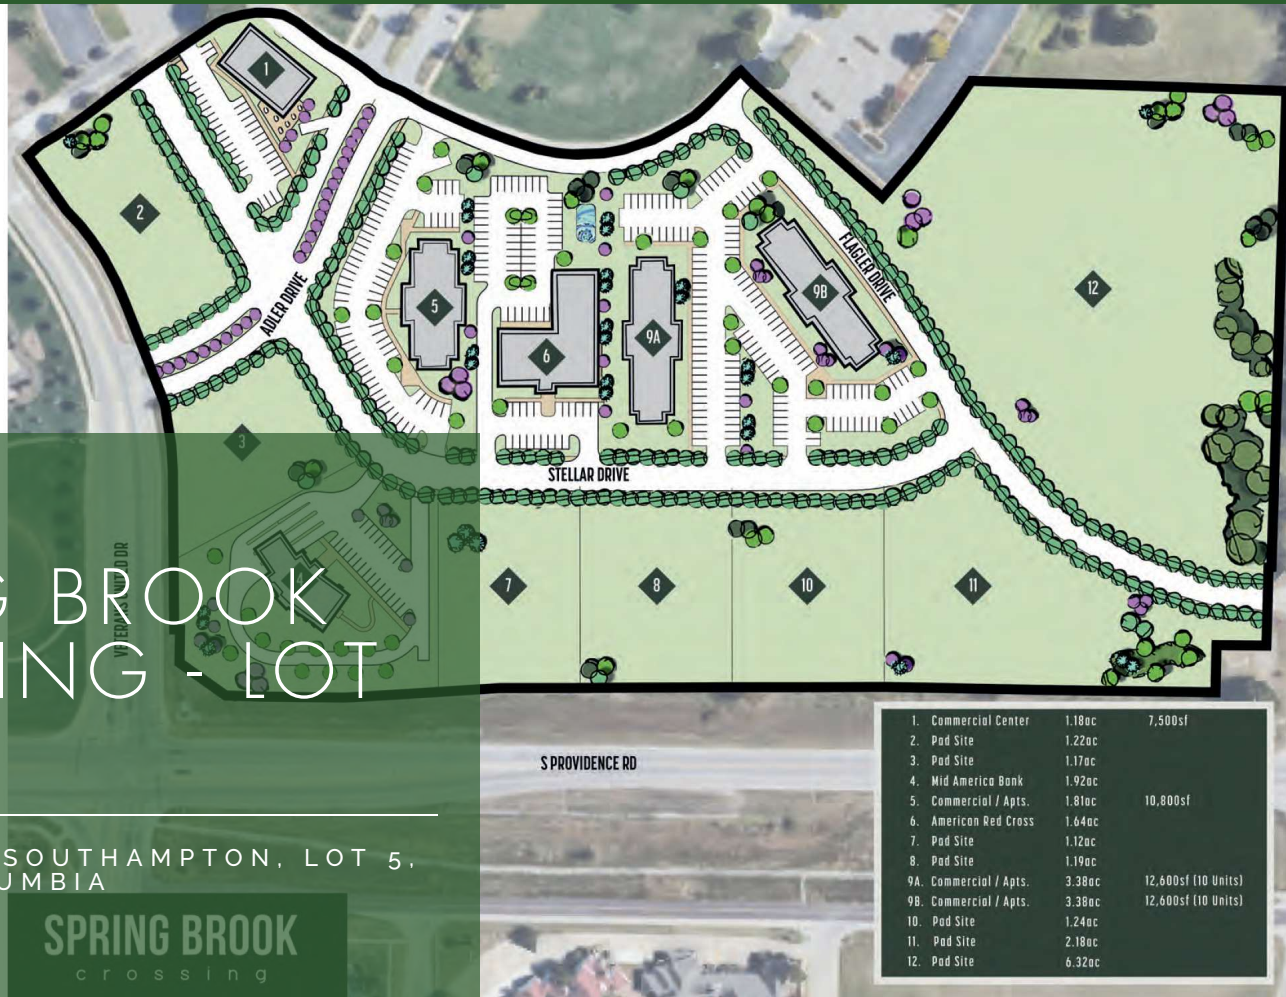 1
2
5
6
9A
9B
12
FLAGLER DRIVE
ADLER DRIVE
3
STELLAR DRIVE
4
7
8
10
11
VETERANS UNITED DR
G BROOK
ING - LOT
S PROVIDENCE RD
SOUTHAMPTON, LOT 5,
UMBIA
SPRING BROOK
crossing
1. Commercial Center 1.18ac 7,500sf
2. Pad Site 1.22ac
3. Pad Site 1.17ac
4. Mid America Bank 1.92ac
5. Commercial / Apts. 1.81ac 10,800sf
6. American Red Cross 1.64ac
7. Pad Site 1.12ac
8. Pad Site 1.19ac
9A. Commercial / Apts. 3.38ac 12,600sf (10 Units)
9B. Commercial / Apts. 3.38ac 12,600sf (10 Units)
10. Pad Site 1.24ac
11. Pad Site 2.18ac
12. Pad Site 6.32ac